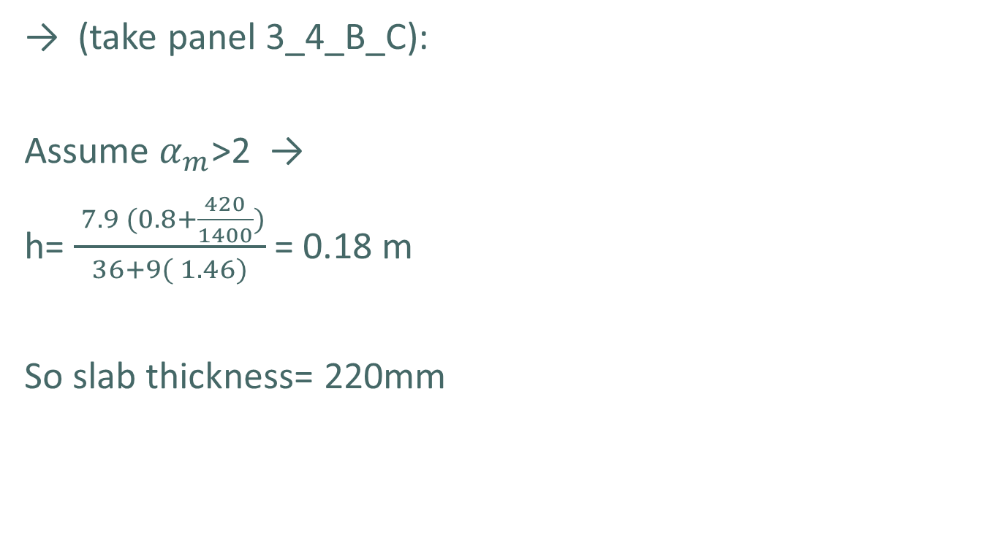 → (take panel 3_4_B_C):
Assume αₘ>2 →
h= 7.9 (0.8+420/1400) / 36+9( 1.46) = 0.18 m
So slab thickness= 220mm